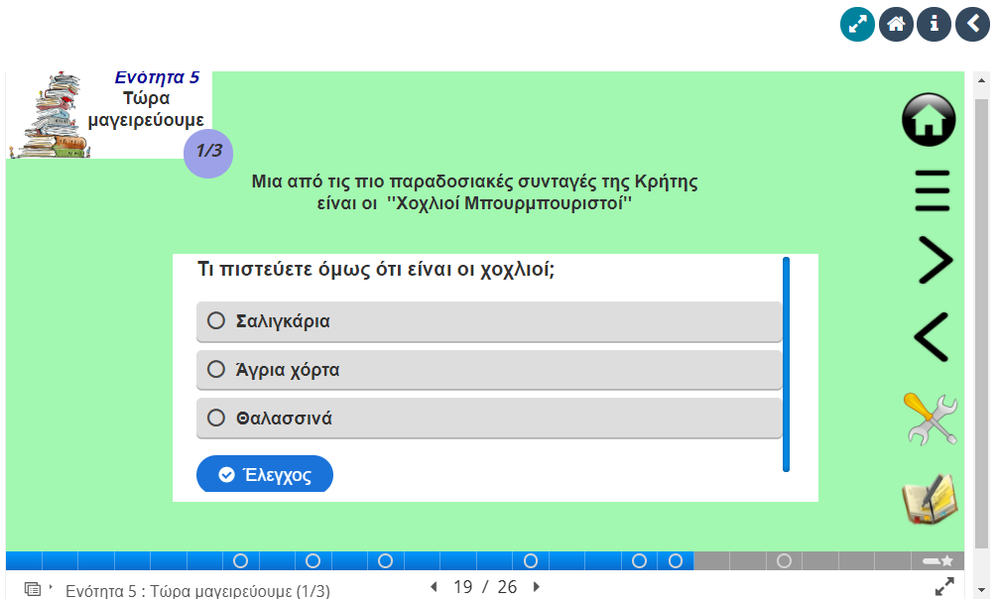 Ενότητα 5
Τώρα
μαγειρεύουμε
1/3
Μια από τις πιο παραδοσιακές συνταγές της Κρήτης
είναι οι ''Χοχλιοί Μπουρμπουριστοί''
Τι πιστεύετε όμως ότι είναι οι χοχλιοί;
Σαλιγκάρια
Άγρια χόρτα
Θαλασσινά
Έλεγχος
Ενότητα 5 : Τώρα μαγειρεύουμε (1/3)
19 / 26